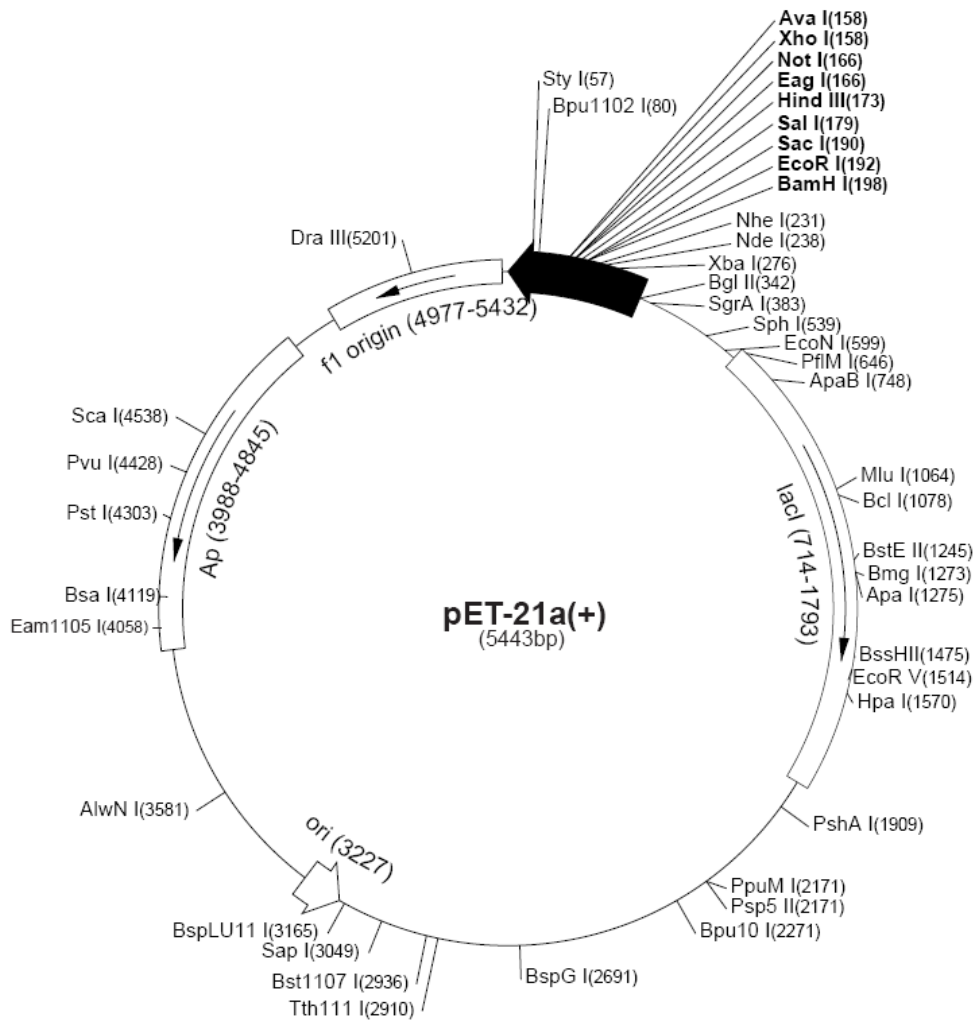 Ava I(158)
Xho I(158)
Not I(166)
Eag I(166)
Hind III(173)
Sal I(179)
Sac I(190)
EcoR I(192)
BamH I(198)
Sty I(57)
Bpu1102 I(80)
Nhe I(231)
Nde I(238)
Xba I(276)
Bgl II(342)
SgrA I(383)
Sph I(539)
EcoN I(599)
PflM I(646)
ApaB I(748)
Dra III(5201)
f1 origin (4977-5432)
Sca I(4538)
Pvu I(4428)
Pst I(4303)
Bsa I(4119)
Eam1105 I(4058)
Ap (3988-4845)
lacI (714-1793)
Mlu I(1064)
Bcl I(1078)
BstE II(1245)
Bmg I(1273)
Apa I(1275)
BssHII(1475)
EcoR V(1514)
Hpa I(1570)
pET-21a(+)
(5443bp)
AlwN I(3581)
ori (3227)
PshA I(1909)
PpuM I(2171)
Psp5 II(2171)
Bpu10 I(2271)
BspLU11 I(3165)
Sap I(3049)
Bst1107 I(2936)
Tth111 I(2910)
BspG I(2691)